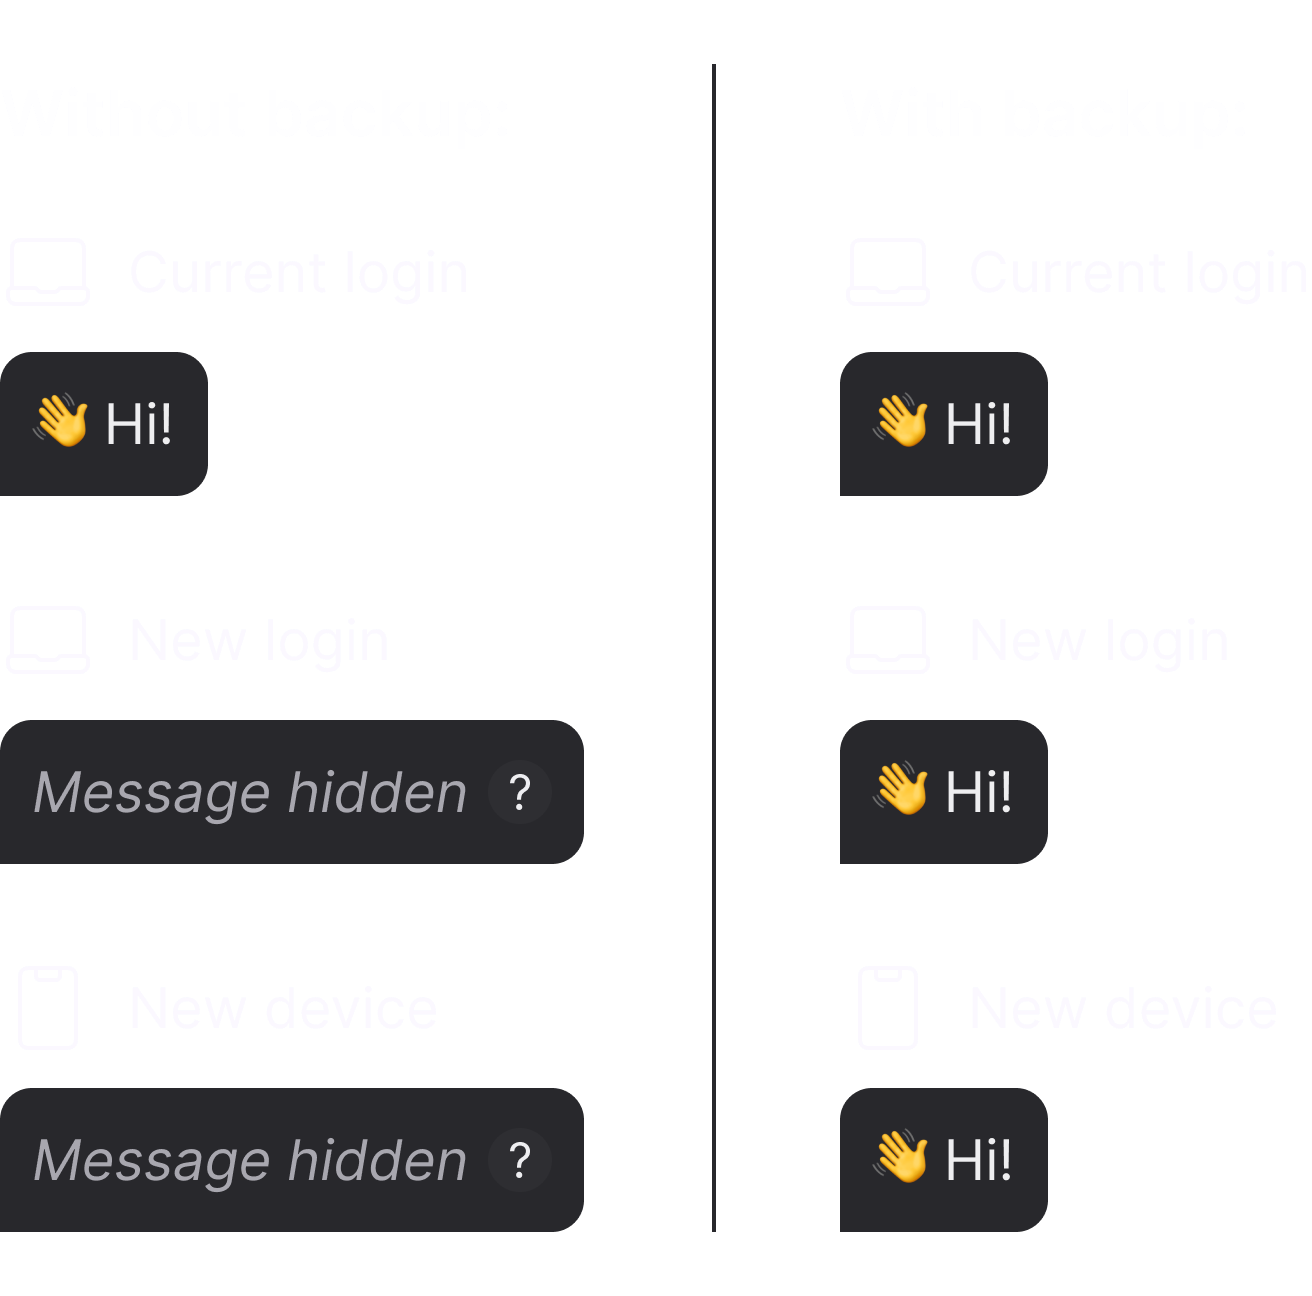 Without backup:
Current login
👋 Hi!
New login
Message hidden ?
New device
Message hidden ?
With backup:
Current login
👋 Hi!
New login
👋 Hi!
New device
👋 Hi!